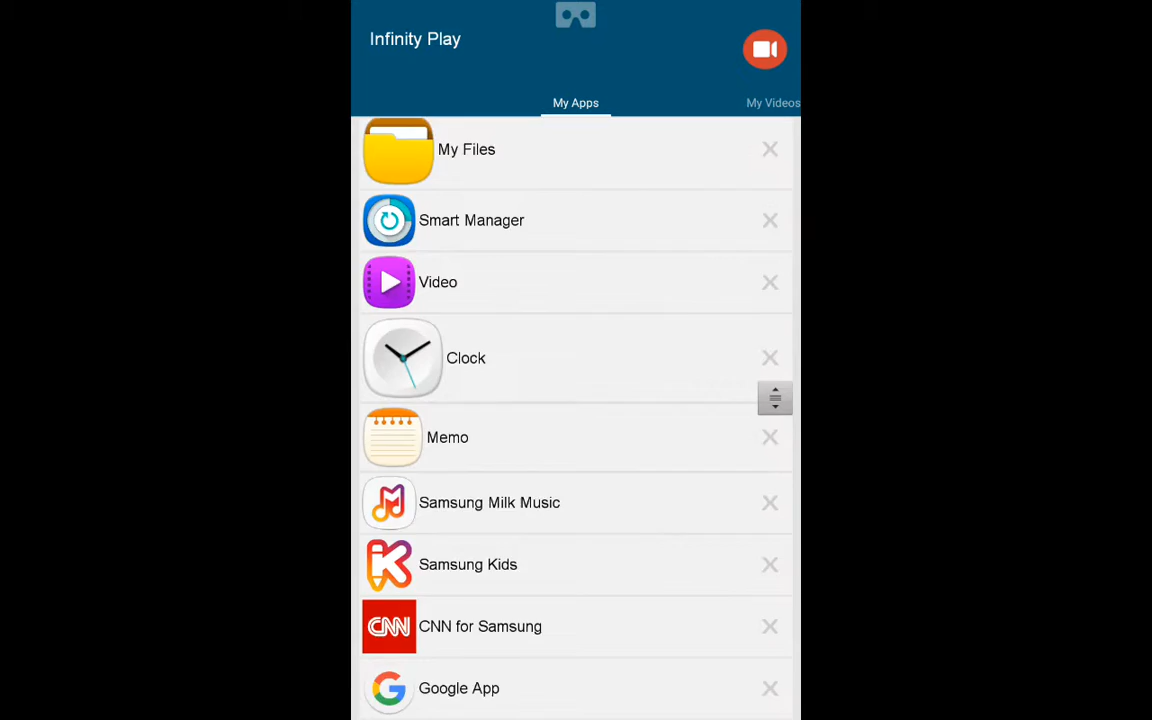 Infinity Play
My Apps
My Videos
My Files
Smart Manager
Video
Clock
Memo
Samsung Milk Music
Samsung Kids
CNN
CNN for Samsung
Google App